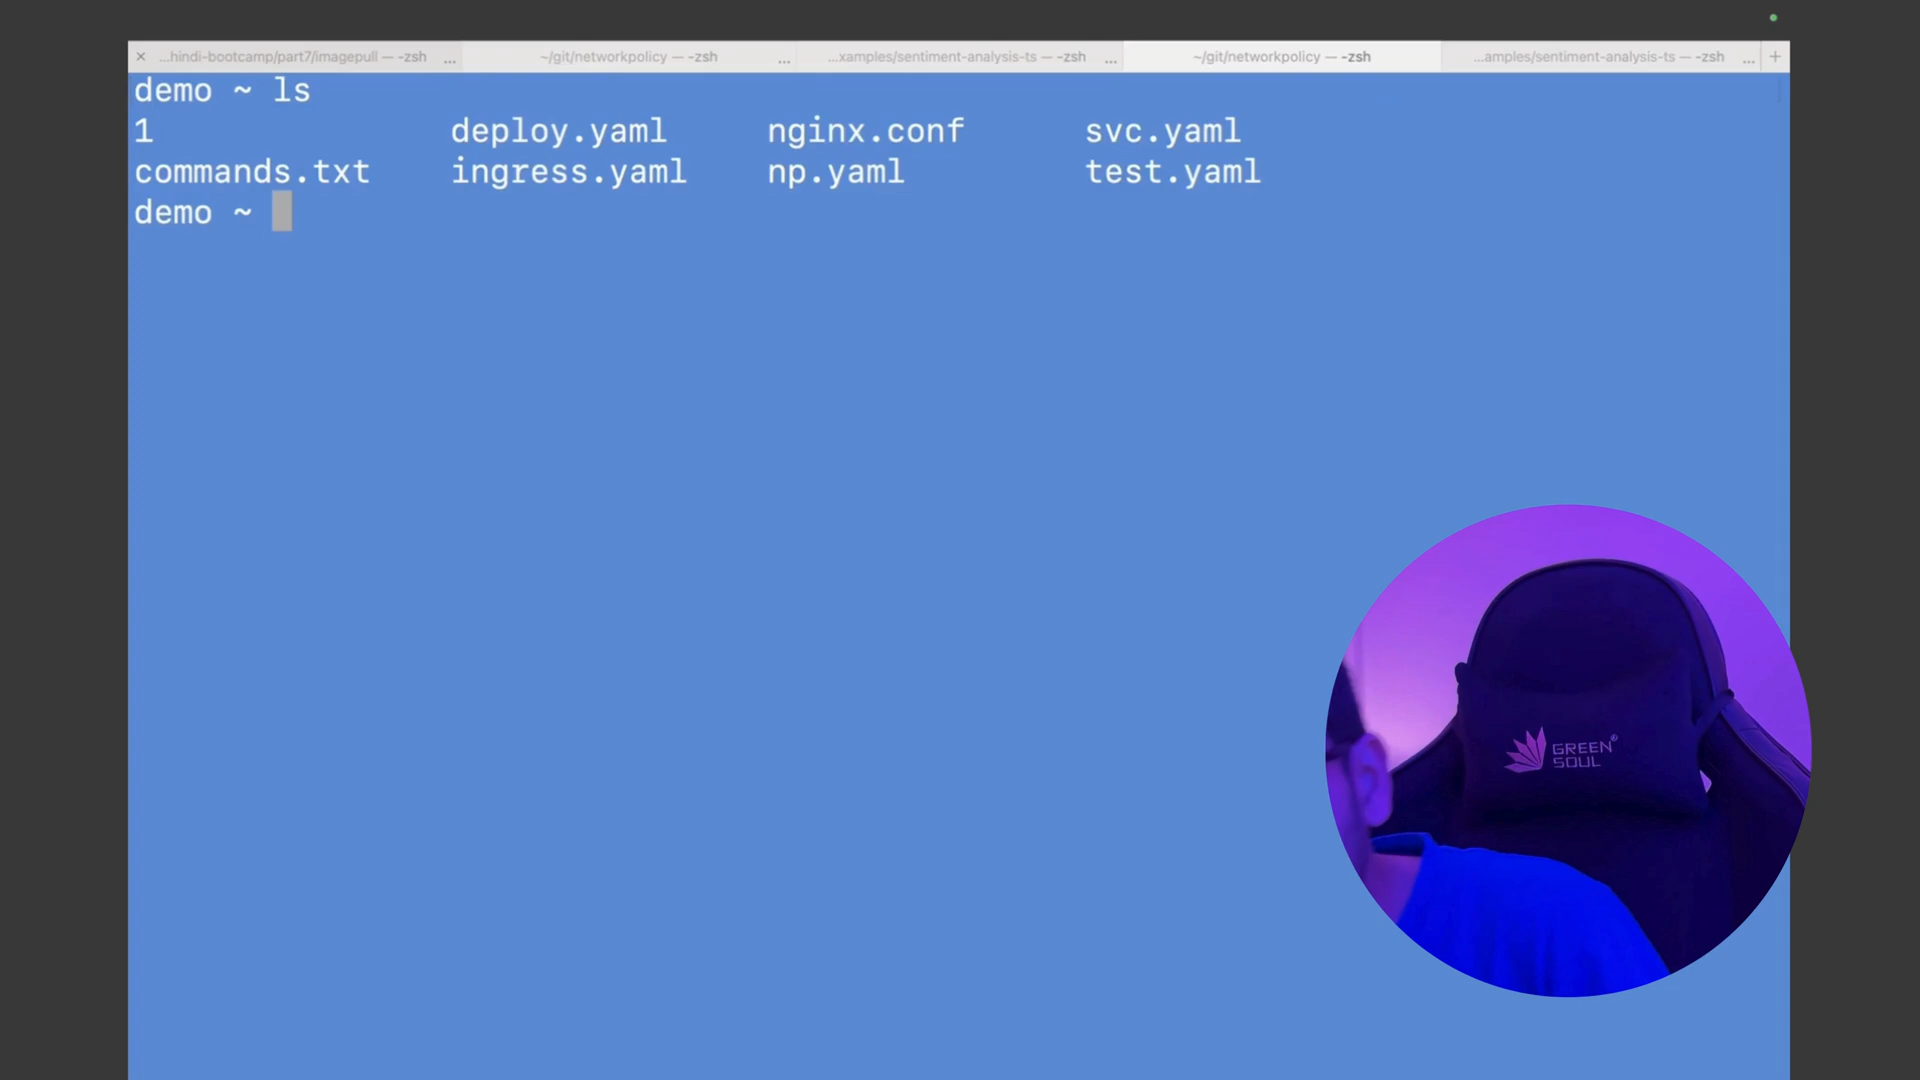 × ...hindi-bootcamp/part7/imagepull — -zsh ... ~/git/networkpolicy — -zsh ... ...xamples/sentiment-analysis-ts — -zsh ... ~/git/networkpolicy — -zsh ...amples/sentiment-analysis-ts — -zsh ... +
demo ~ ls
1 deploy.yaml nginx.conf svc.yaml
commands.txt ingress.yaml np.yaml test.yaml
demo ~
GREEN®
SOUL